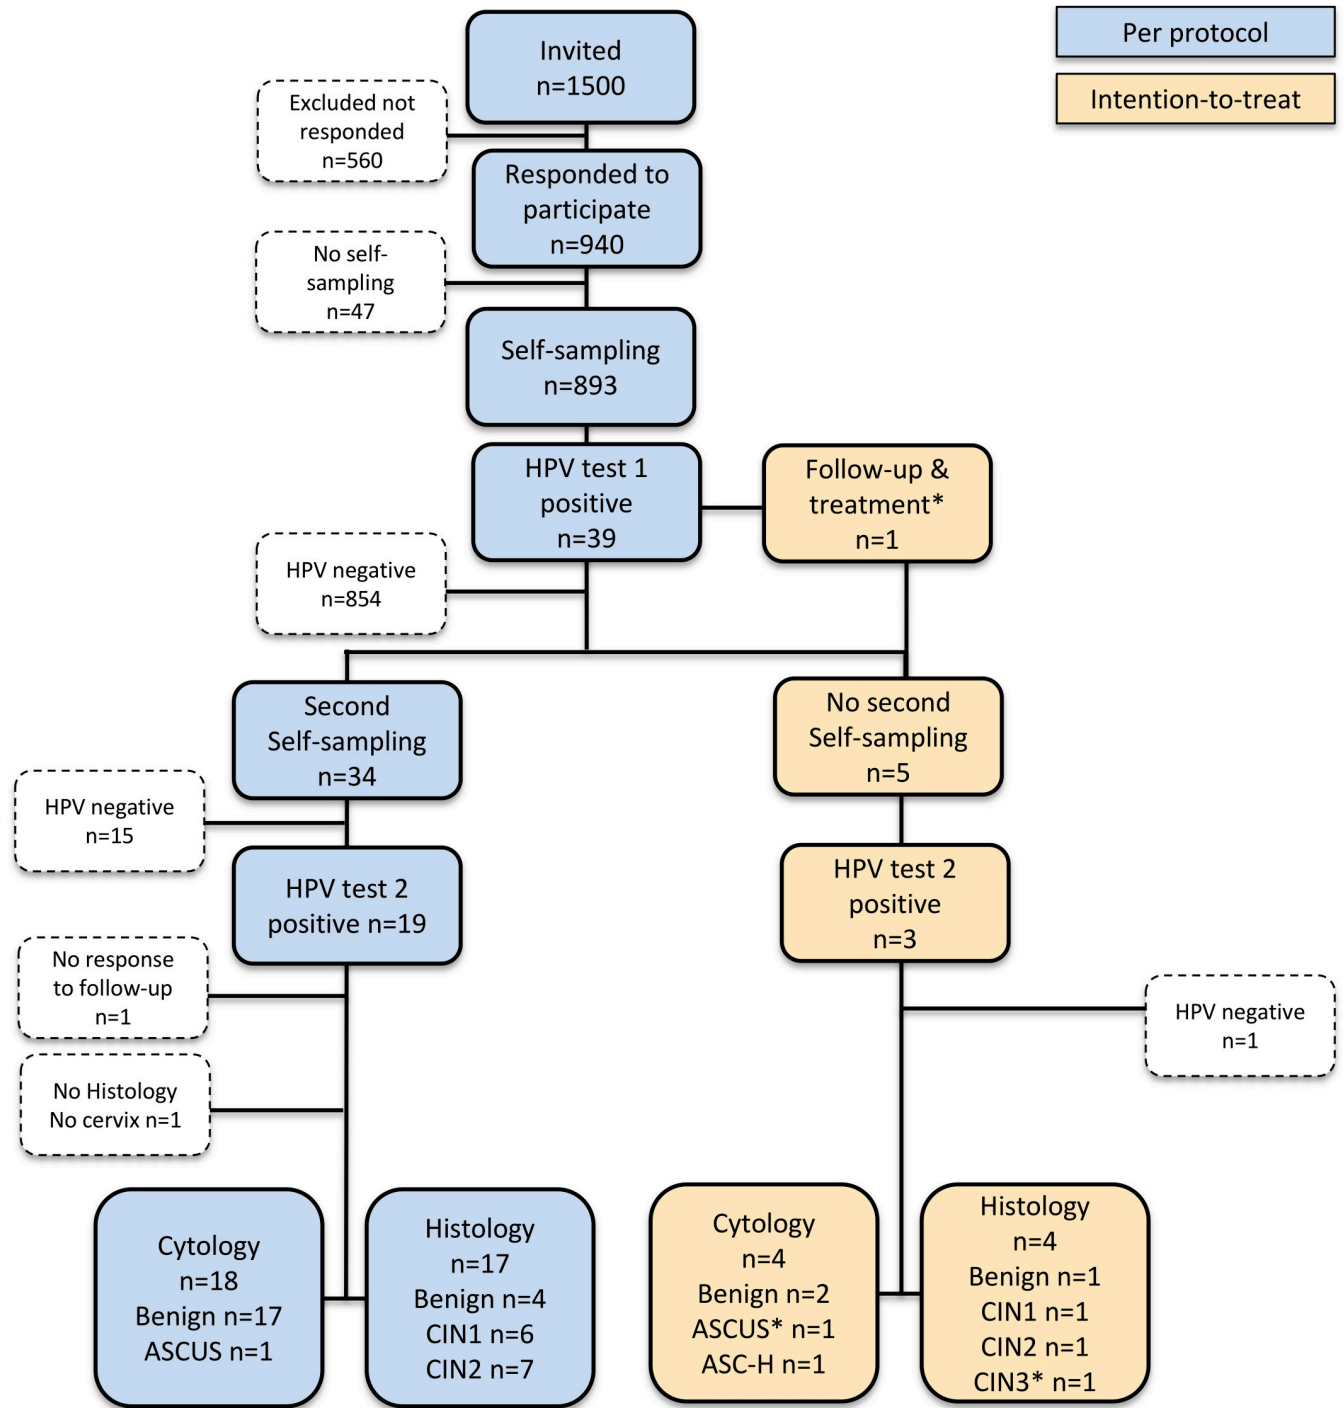 Per protocol
Intention-to-treat
Invited
n=1500
Excluded not
responded
n=560
Responded to
participate
n=940
No self-
sampling
n=47
Self-sampling
n=893
HPV test 1
positive
n=39
Follow-up &
treatment*
n=1
HPV negative
n=854
Second
Self-sampling
n=34
No second
Self-sampling
n=5
HPV negative
n=15
HPV test 2
positive n=19
HPV test 2
positive
n=3
No response
to follow-up
n=1
HPV negative
n=1
No Histology
No cervix n=1
Cytology
n=18
Benign n=17
ASCUS n=1
Histology
n=17
Benign n=4
CIN1 n=6
CIN2 n=7
Cytology
n=4
Benign n=2
ASCUS* n=1
ASC-H n=1
Histology
n=4
Benign n=1
CIN1 n=1
CIN2 n=1
CIN3* n=1